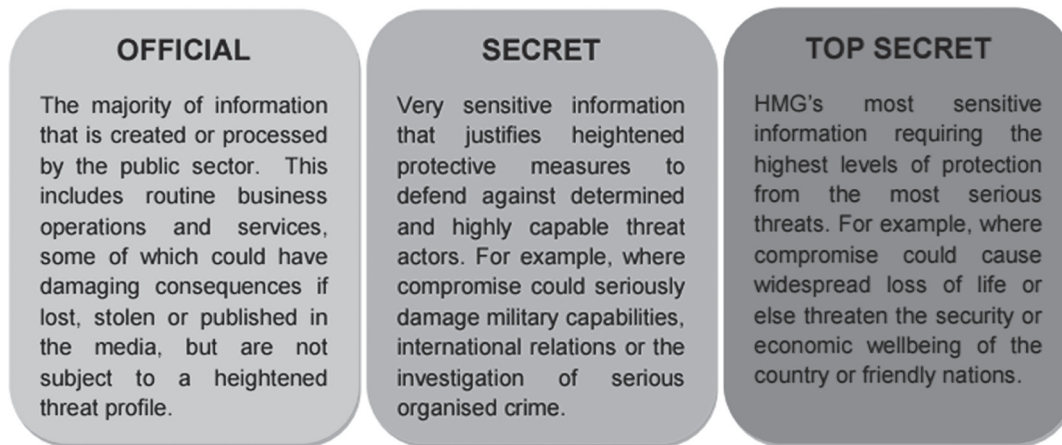 OFFICIAL
The majority of information
that is created or processed
by the public sector. This
includes routine business
operations and services,
some of which could have
damaging consequences if
lost, stolen or published in
the media, but are not
subject to a heightened
threat profile.
SECRET
Very sensitive information
that justifies heightened
protective measures to
defend against determined
and highly capable threat
actors. For example, where
compromise could seriously
damage military capabilities,
international relations or the
investigation of serious
organised crime.
TOP SECRET
HMG's most sensitive
information requiring the
highest levels of protection
from the most serious
threats. For example, where
compromise could cause
widespread loss of life or
else threaten the security or
economic wellbeing of the
country or friendly nations.